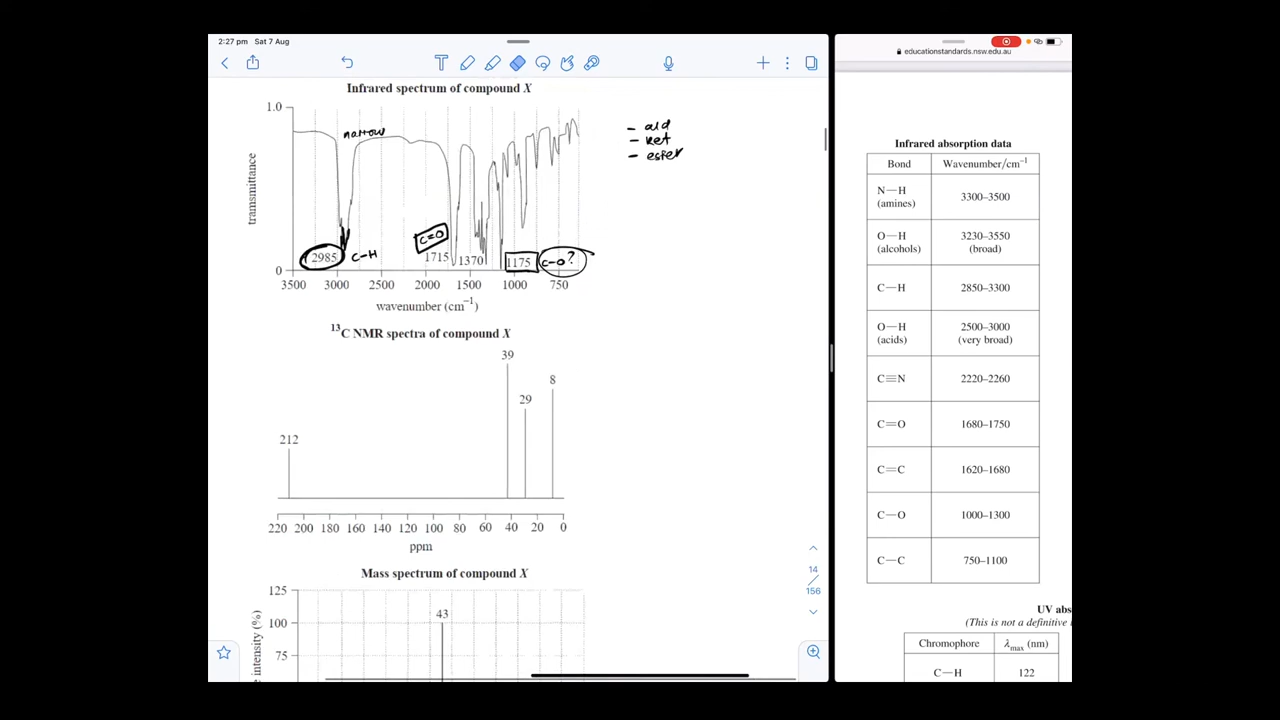 2:27 pm Sat 7 Aug
educationstandards.nsw.edu.au
Infrared spectrum of compound X
1.0
narrow
transmittance
C=O
2985
C-H
1715
1370
1175
C-O?
0
3500 3000 2500 2000 1500 1000 750
wavenumber (cm⁻¹)
- ald
- ket
- ester
¹³C NMR spectra of compound X
39
8
29
212
220 200 180 160 140 120 100 80 60 40 20 0
ppm
Mass spectrum of compound X
125
43
100
75
e intensity (%)
14
156
Infrared absorption data
Bond Wavenumber/cm⁻¹
N—H
(amines)
3300–3500
O—H
(alcohols)
3230–3550
(broad)
C—H 2850–3300
O—H
(acids)
2500–3000
(very broad)
C≡N 2220–2260
C=O 1680–1750
C=C 1620–1680
C—O 1000–1300
C—C 750–1100
UV abs
(This is not a definitive
Chromophore λmax (nm)
C—H 122